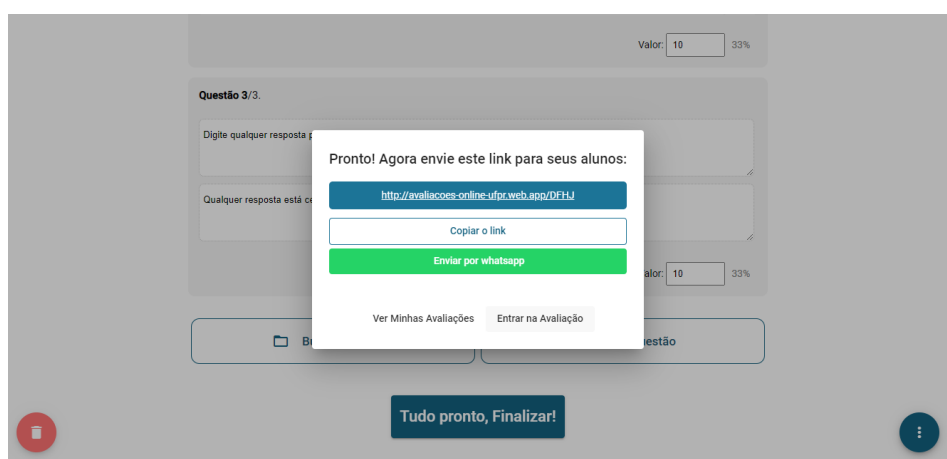 Valor: 10 33%
Questão 3/3.
Digite qualquer resposta
Qualquer resposta está
Pronto! Agora envie este link para seus alunos:
http://avaliacoes-online-ufpr.web.app/DFHJ
Copiar o link
Enviar por whatsapp
Ver Minhas Avaliações Entrar na Avaliação
alor: 10 33%
Tudo pronto, Finalizar!